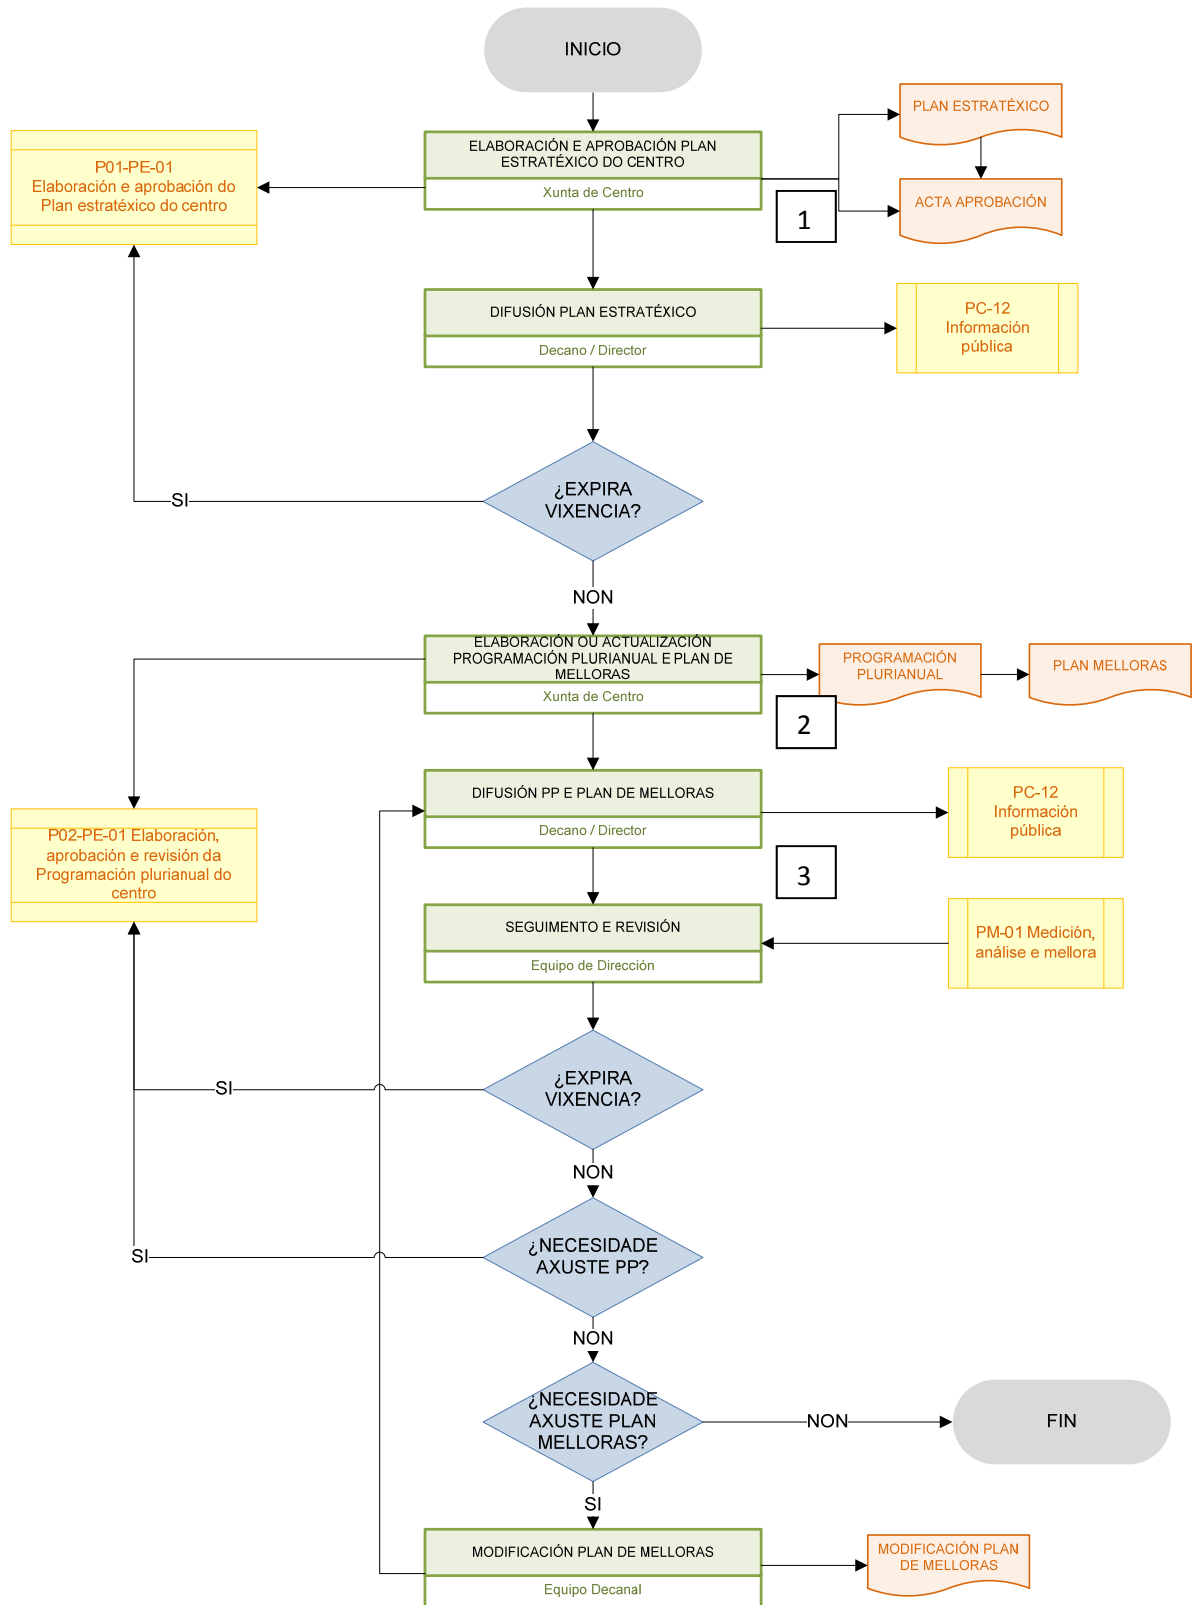 INICIO
ELABORACIÓN E APROBACIÓN PLAN
ESTRATÉXICO DO CENTRO
Xunta de Centro
PLAN ESTRATÉXICO
ACTA APROBACIÓN
P01-PE-01
Elaboración e aprobación do
Plan estratéxico do centro
1
DIFUSIÓN PLAN ESTRATÉXICO
Decano / Director
PC-12
Información
pública
¿EXPIRA
VIXENCIA?
SI
NON
ELABORACIÓN OU ACTUALIZACIÓN
PROGRAMACIÓN PLURIANUAL E PLAN DE
MELLORAS
Xunta de Centro
PROGRAMACIÓN
PLURIANUAL
PLAN MELLORAS
2
DIFUSIÓN PP E PLAN DE MELLORAS
Decano / Director
PC-12
Información
pública
P02-PE-01 Elaboración,
aprobación e revisión da
Programación plurianual do
centro
3
SEGUIMENTO E REVISIÓN
Equipo de Dirección
PM-01 Medición,
análise e mellora
¿EXPIRA
VIXENCIA?
SI
NON
¿NECESIDADE
AXUSTE PP?
SI
NON
¿NECESIDADE
AXUSTE PLAN
MELLORAS?
NON
FIN
SI
MODIFICACIÓN PLAN DE MELLORAS
Equipo Decanal
MODIFICACIÓN PLAN
DE MELLORAS